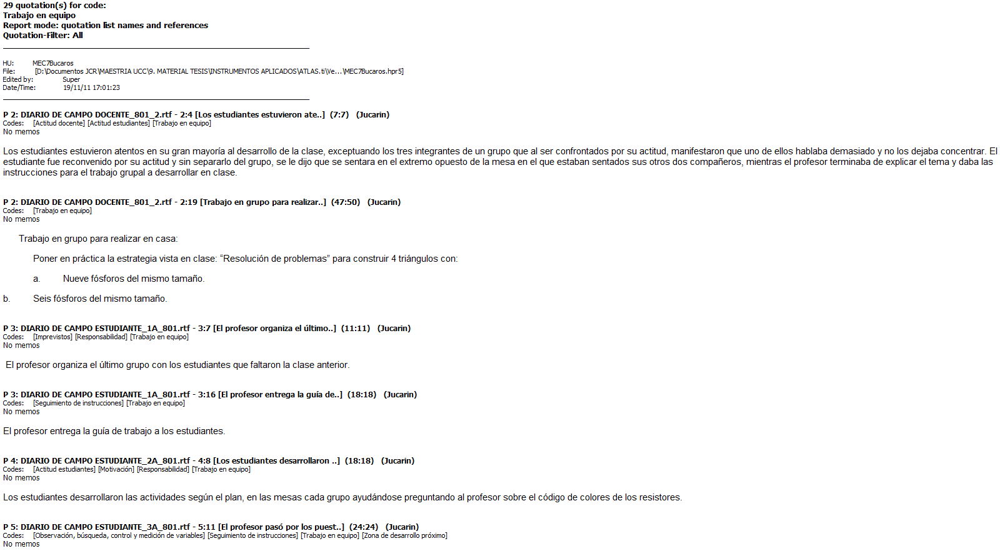 29 quotation(s) for code:
Trabajo en equipo
Report mode: quotation list names and references
Quotation-Filter: All
HU: MEC7Bucaros
File: [D:\Documentos JCR\MAESTRIA UCC\9. MATERIAL TESIS\INSTRUMENTOS APLICADOS\ATLAS.ti\Ve...\MEC7Bucaros.hpr5]
Edited by: Super
Date/Time: 19/11/11 17:01:23
P 2: DIARIO DE CAMPO DOCENTE_801_2.rtf - 2:4 [Los estudiantes estuvieron ate..] (7:7) (Jucarin)
Codes: [Actitud docente] [Actitud estudiantes] [Trabajo en equipo]
No memos
Los estudiantes estuvieron atentos en su gran mayoría al desarrollo de la clase, exceptuando los tres integrantes de un grupo que al ser confrontados por su actitud, manifestaron que uno de ellos hablaba demasiado y no los dejaba concentrar. El
estudiante fue reconvenido por su actitud y sin separarlo del grupo, se le dijo que se sentara en el extremo opuesto de la mesa en el que estaban sentados sus otros dos compañeros, mientras el profesor terminaba de explicar el tema y daba las
instrucciones para el trabajo grupal a desarrollar en clase.
P 2: DIARIO DE CAMPO DOCENTE_801_2.rtf - 2:19 [Trabajo en grupo para realizar..] (47:50) (Jucarin)
Codes: [Trabajo en equipo]
No memos
Trabajo en grupo para realizar en casa:
Poner en práctica la estrategia vista en clase: “Resolución de problemas” para construir 4 triángulos con:
a. Nueve fósforos del mismo tamaño.
b. Seis fósforos del mismo tamaño.
P 3: DIARIO DE CAMPO ESTUDIANTE_1A_801.rtf - 3:7 [El profesor organiza el último..] (11:11) (Jucarin)
Codes: [Imprevistos] [Responsabilidad] [Trabajo en equipo]
No memos
El profesor organiza el último grupo con los estudiantes que faltaron la clase anterior.
P 3: DIARIO DE CAMPO ESTUDIANTE_1A_801.rtf - 3:16 [El profesor entrega la guía de..] (18:18) (Jucarin)
Codes: [Seguimiento de instrucciones] [Trabajo en equipo]
No memos
El profesor entrega la guía de trabajo a los estudiantes.
P 4: DIARIO DE CAMPO ESTUDIANTE_2A_801.rtf - 4:8 [Los estudiantes desarrollaron ..] (18:18) (Jucarin)
Codes: [Actitud estudiantes] [Motivación] [Responsabilidad] [Trabajo en equipo]
No memos
Los estudiantes desarrollaron las actividades según el plan, en las mesas cada grupo ayudándose preguntando al profesor sobre el código de colores de los resistores.
P 5: DIARIO DE CAMPO ESTUDIANTE_3A_801.rtf - 5:11 [El profesor pasó por los puest..] (24:24) (Jucarin)
Codes: [Observación, búsqueda, control y medición de variables] [Seguimiento de instrucciones] [Trabajo en equipo] [Zona de desarrollo próximo]
No memos